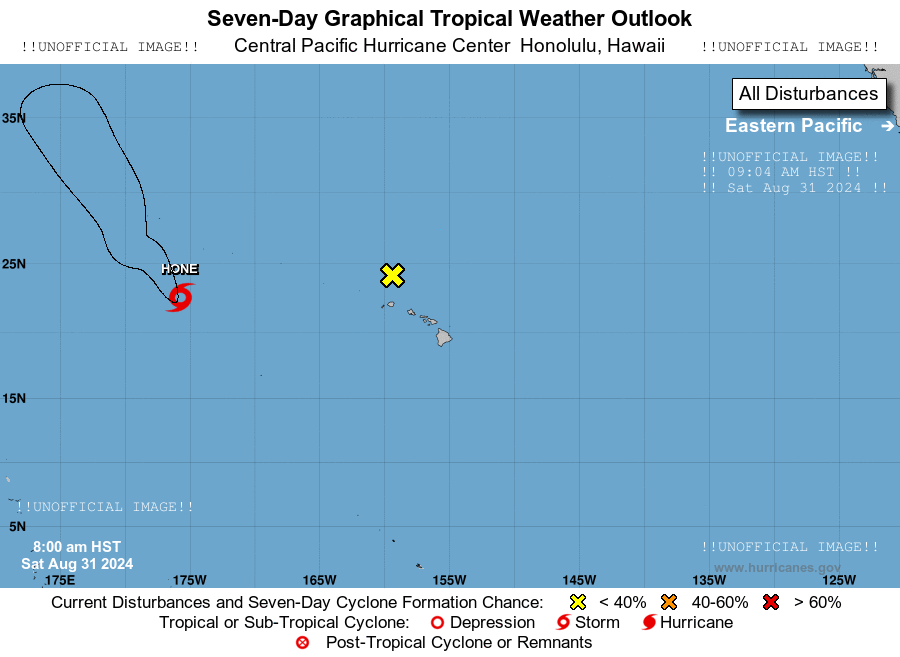 Seven-Day Graphical Tropical Weather Outlook
!!UNOFFICIAL IMAGE!! Central Pacific Hurricane Center Honolulu, Hawaii !!UNOFFICIAL IMAGE!!
All Disturbances
35N
Eastern Pacific →
!!UNOFFICIAL IMAGE!!
!! 09:04 AM HST !!
!! Sat Aug 31 2024 !!
25N
HONE
15N
!!UNOFFICIAL IMAGE!!
5N
8:00 am HST
!!UNOFFICIAL IMAGE!!
Sat Aug 31 2024
www.hurricanes.gov
175E 175W 165W 155W 145W 135W 125W
Current Disturbances and Seven-Day Cyclone Formation Chance: < 40% 40-60% > 60%
Tropical or Sub-Tropical Cyclone: Depression Storm Hurricane
Post-Tropical Cyclone or Remnants